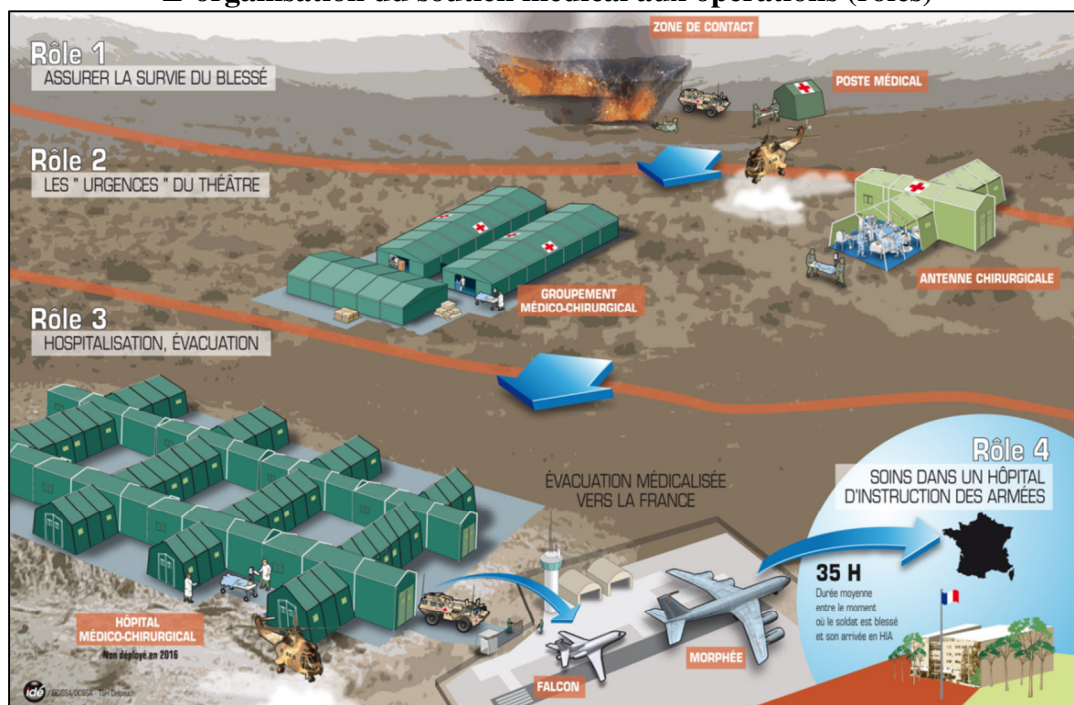 L'organisation du soutien médical aux opérations (rôles)
ZONE DE CONTACT
Rôle 1
ASSURER LA SURVIE DU BLESSÉ
POSTE MÉDICAL
Rôle 2
LES " URGENCES " DU THÉÂTRE
ANTENNE CHIRURGICALE
GROUPEMENT
MÉDICO-CHIRURGICAL
Rôle 3
HOSPITALISATION, ÉVACUATION
Rôle 4
SOINS DANS UN HÔPITAL
D'INSTRUCTION DES ARMÉES
ÉVACUATION MÉDICALISÉE
VERS LA FRANCE
35 H
Durée moyenne
entre le moment
où le soldat est blessé
et son arrivée en HIA
HÔPITAL
MÉDICO-CHIRURGICAL
Non déployé en 2016
MORPHÉE
FALCON
idé